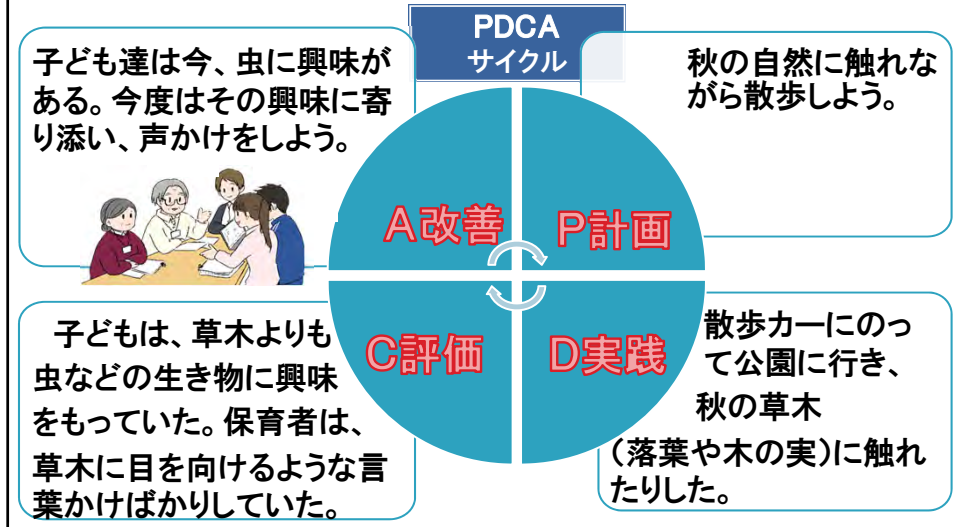 PDCA
サイクル
子ども達は今、虫に興味が
ある。今度はその興味に寄
り添い、声かけをしよう。
秋の自然に触れな
がら散歩しよう。
A改善
P計画
C評価
D実践
子どもは、草木よりも
虫などの生き物に興味
をもっていた。保育者は、
草木に目を向けるような言
葉かけばかりしていた。
散歩カーにのっ
て公園に行き、
秋の草木
（落葉や木の実）に触れ
たりした。